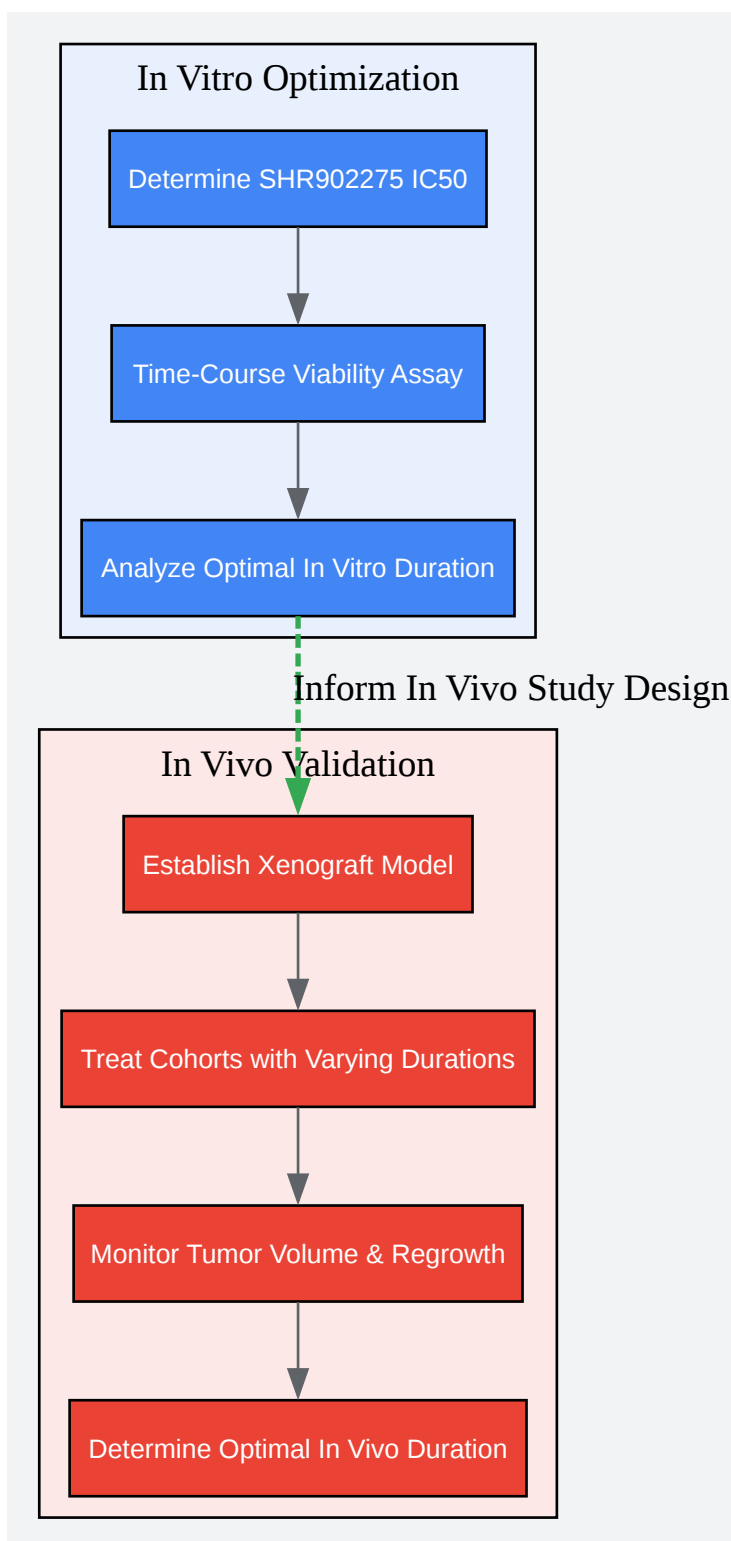 In Vitro Optimization
Determine SHR902275 IC50
Time-Course Viability Assay
Analyze Optimal In Vitro Duration
Inform In Vivo Study Design
In Vivo Validation
Establish Xenograft Model
Treat Cohorts with Varying Durations
Monitor Tumor Volume & Regrowth
Determine Optimal In Vivo Duration